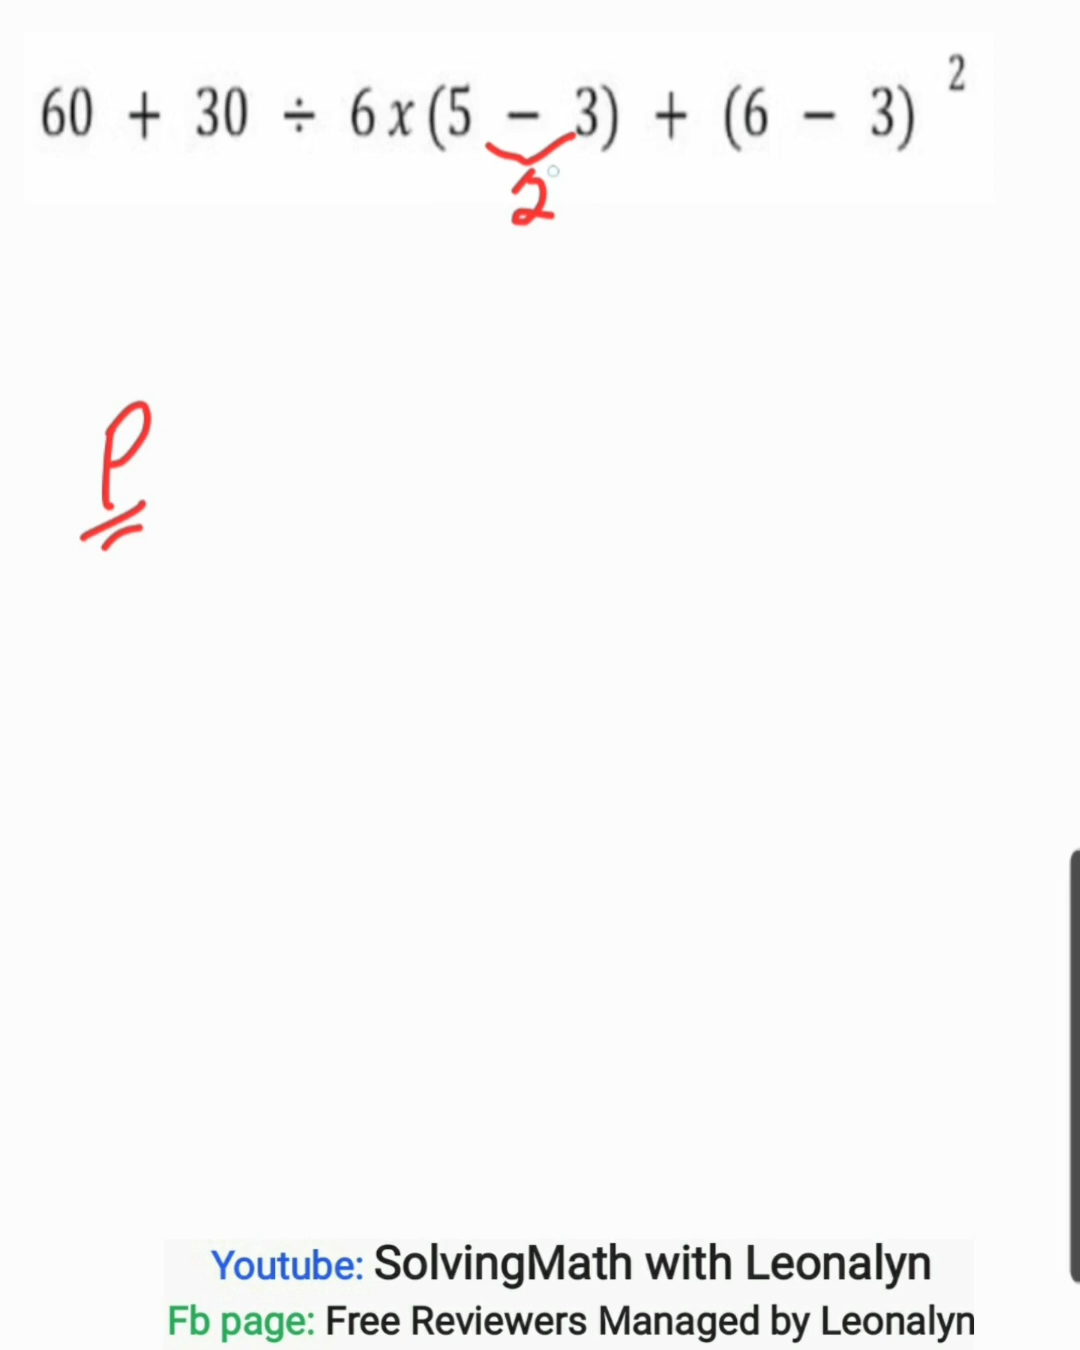 60 + 30 ÷ 6 x (5 − 3) + (6 − 3) ²
2
P
Youtube: SolvingMath with Leonalyn
Fb page: Free Reviewers Managed by Leonalyn